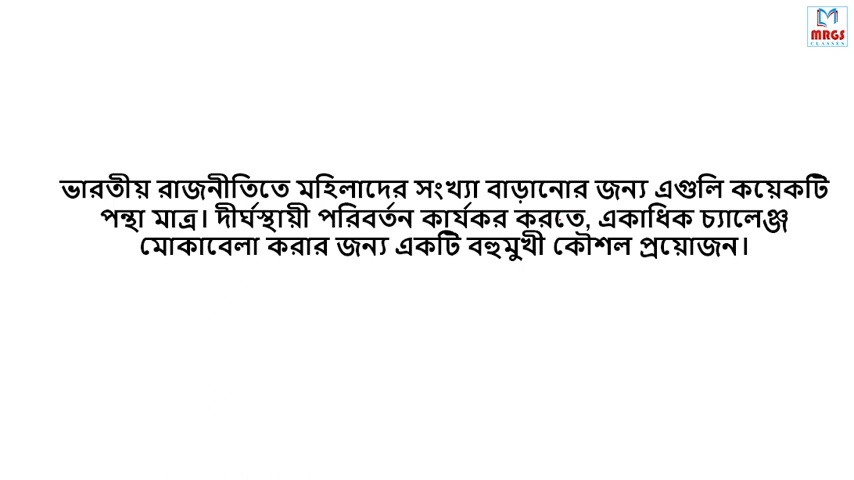 MRGS
CLASSES
ভারতীয় রাজনীতিতে মহিলাদের সংখ্যা বাড়ানোর জন্য এগুলি কয়েকটি
পন্থা মাত্র। দীর্ঘস্থায়ী পরিবর্তন কার্যকর করতে, একাধিক চ্যালেঞ্জ
মোকাবেলা করার জন্য একটি বহুমুখী কৌশল প্রয়োজন।